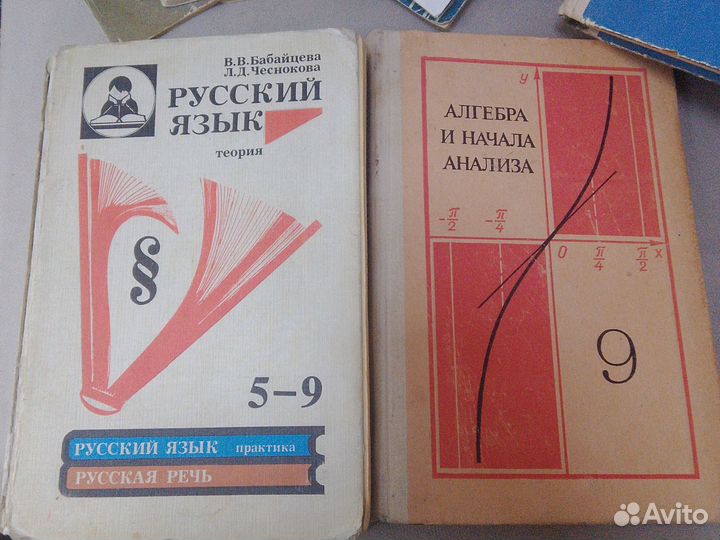 В.В.Бабайцева
Л.Д.Чеснокова
РУССКИЙ
ЯЗЫК
теория
§
5-9
РУССКИЙ ЯЗЫК практика
РУССКАЯ РЕЧЬ
АЛГЕБРА
И НАЧАЛА
АНАЛИЗА
y
-π/2 -π/4
0 π/4 π/2 x
9
Avito